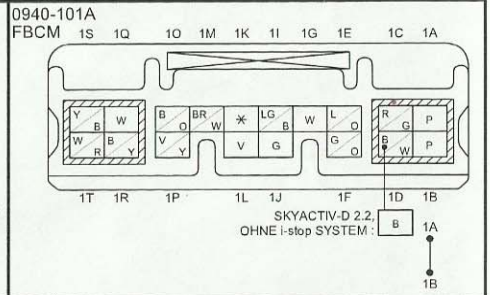 0940-101A
FBCM
1S 1Q 1O 1M 1K 1I 1G 1E 1C 1A
Y B W B O BR W * LG B W L O R G P
W R B Y V Y V G G O B W P
1T 1R 1P 1L 1J 1F 1D 1B
SKYACTIV-D 2.2, OHNE i-stop SYSTEM : B
1A
1B